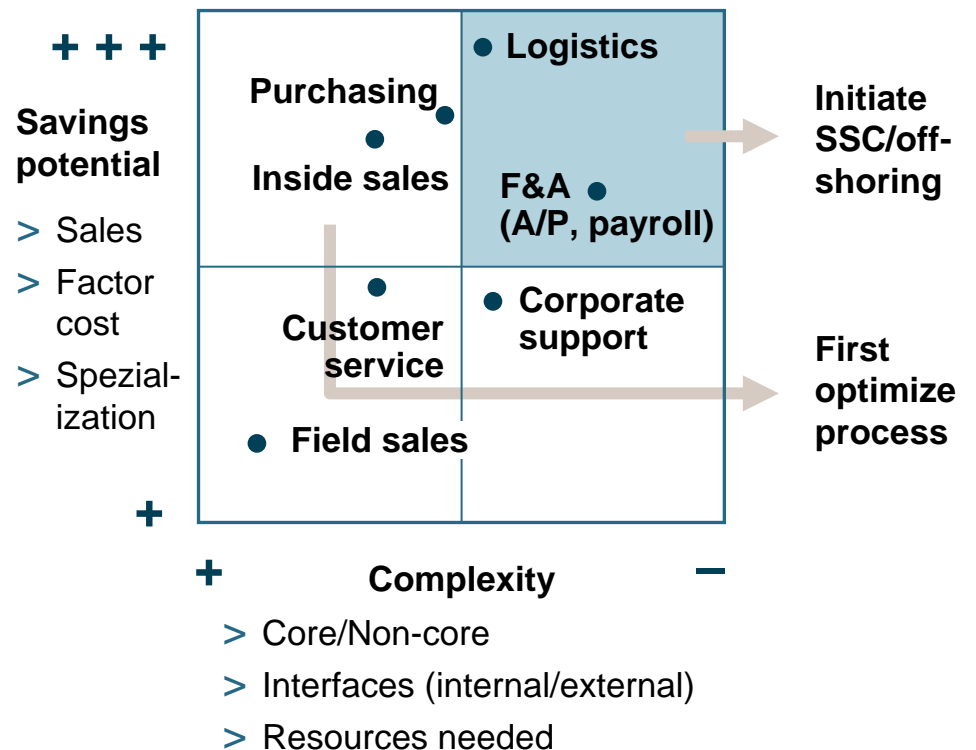 + + +
Savings
potential
> Sales
> Factor
cost
> Spezial-
ization
+
Logistics
Purchasing
Inside sales
F&A
(A/P, payroll)
Customer
service
Corporate
support
Field sales
Initiate
SSC/off-
shoring
First
optimize
process
+ Complexity −
> Core/Non-core
> Interfaces (internal/external)
> Resources needed